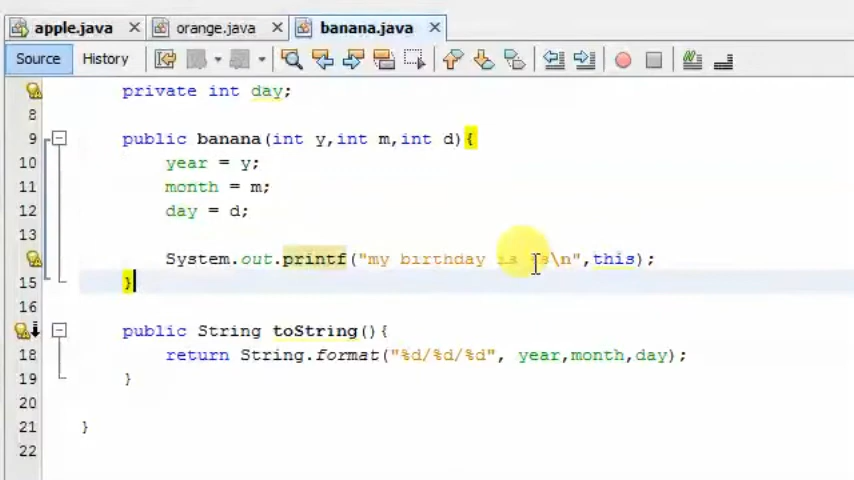 apple.java orange.java banana.java
Source History
private int day;
8
9 public banana(int y,int m,int d){
10 year = y;
11 month = m;
12 day = d;
13
System.out.printf("my birthday is %s\n",this);
15 }
16
public String toString(){
18 return String.format("%d/%d/%d", year,month,day);
19 }
20
21 }
22